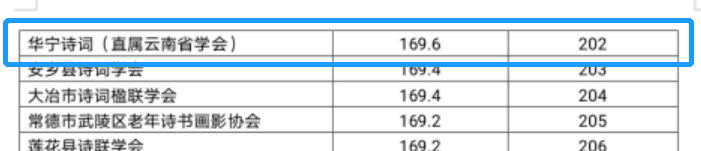 华宁诗词（直属云南省学会） 169.6 202
安乡县诗词学会 169.4 203
大冶市诗词楹联学会 169.4 204
常德市武陵区老年诗书画影协会 169.2 205
莲花县诗联学会 169.2 206